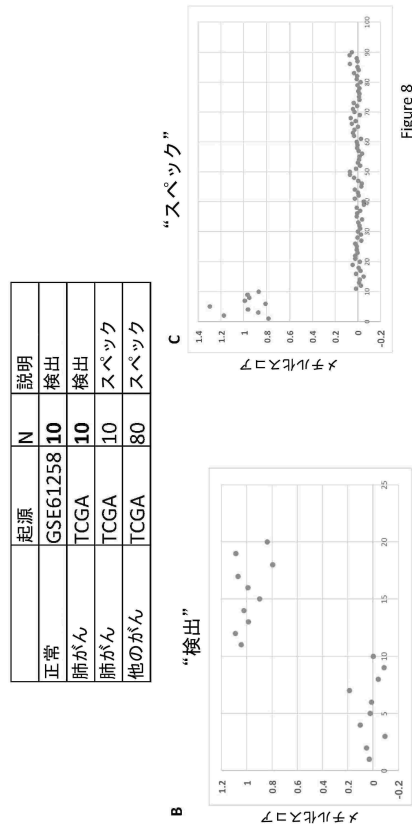 起源 N 説明
正常 GSE61258 10 検出
肺がん TCGA 10 検出
肺がん TCGA 10 スペック
他のがん TCGA 80 スペック
B
“検出”
メチル化スコア
1.2
1
0.8
0.6
0.4
0.2
0
-0.2
0 5 10 15 20 25
C
“スペック”
メチル化スコア
1.4
1.2
1
0.8
0.6
0.4
0.2
0
-0.2
0 10 20 30 40 50 60 70 80 90 100
Figure 8